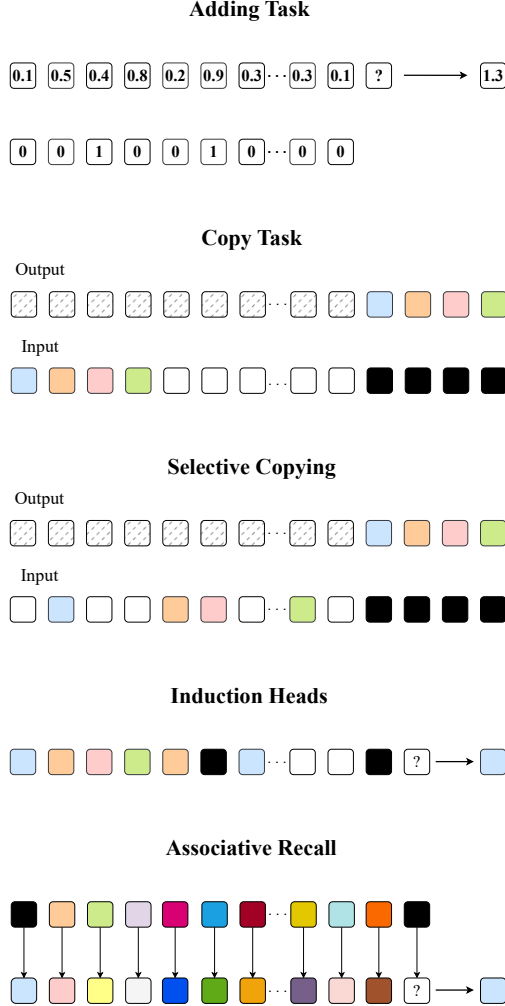 Adding Task
0.1 0.5 0.4 0.8 0.2 0.9 0.3 ... 0.3 0.1 ? 1.3
0 0 1 0 0 1 0 ... 0 0
Copy Task
Output
...
Input
...
Selective Copying
Output
...
Input
...
Induction Heads
... ?
Associative Recall
...
... ?